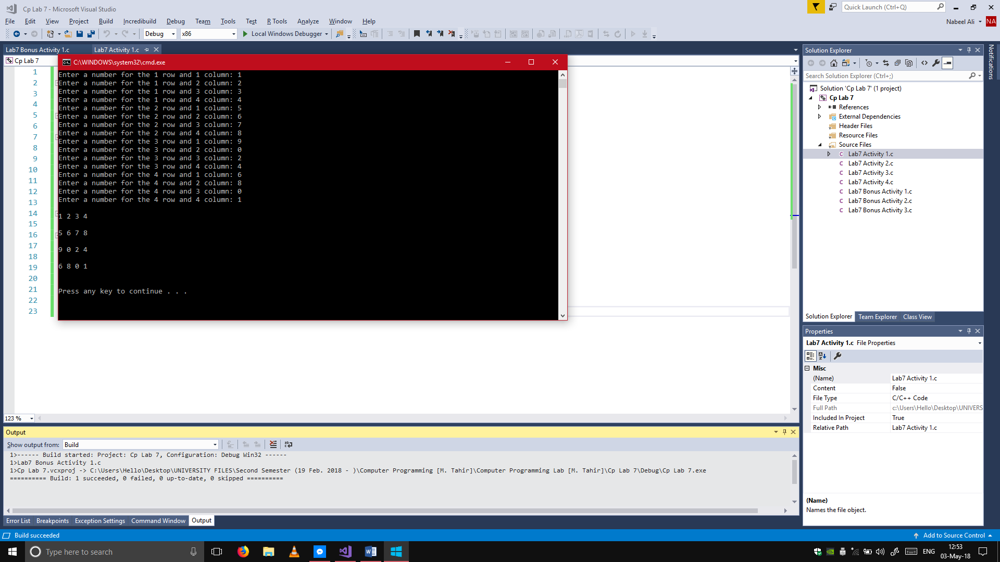 Cp Lab 7 - Microsoft Visual Studio
Quick Launch (Ctrl+Q)
File Edit View Project Build Incredibuild Debug Team Tools Test R Tools Analyze Window Help
Nabeel Ali NA
Debug x86 Local Windows Debugger
Lab7 Bonus Activity 1.c Lab7 Activity 1.c
Cp Lab 7
C:\WINDOWS\system32\cmd.exe
1
2
3
4
5
6
7
8
9
10
11
12
13
14
15
16
17
18
19
20
21
22
23
Enter a number for the 1 row and 1 column: 1
Enter a number for the 1 row and 2 column: 2
Enter a number for the 1 row and 3 column: 3
Enter a number for the 1 row and 4 column: 4
Enter a number for the 2 row and 1 column: 5
Enter a number for the 2 row and 2 column: 6
Enter a number for the 2 row and 3 column: 7
Enter a number for the 2 row and 4 column: 8
Enter a number for the 3 row and 1 column: 9
Enter a number for the 3 row and 2 column: 0
Enter a number for the 3 row and 3 column: 2
Enter a number for the 3 row and 4 column: 4
Enter a number for the 4 row and 1 column: 6
Enter a number for the 4 row and 2 column: 8
Enter a number for the 4 row and 3 column: 0
Enter a number for the 4 row and 4 column: 1
1 2 3 4
5 6 7 8
9 0 2 4
6 8 0 1
Press any key to continue . . .
123 %
Solution Explorer
Search Solution Explorer (Ctrl+;)
Solution 'Cp Lab 7' (1 project)
Cp Lab 7
References
External Dependencies
Header Files
Resource Files
Source Files
Lab7 Activity 1.c
Lab7 Activity 2.c
Lab7 Activity 3.c
Lab7 Activity 4.c
Lab7 Bonus Activity 1.c
Lab7 Bonus Activity 2.c
Lab7 Bonus Activity 3.c
Solution Explorer Team Explorer Class View
Notifications
Properties
Lab7 Activity 1.c File Properties
Misc
(Name) Lab7 Activity 1.c
Content False
File Type C/C++ Code
Full Path c:\Users\Hello\Desktop\UNIVERS
Included In Project True
Relative Path Lab7 Activity 1.c
(Name)
Names the file object.
Output
Show output from: Build
1>------ Build started: Project: Cp Lab 7, Configuration: Debug Win32 ------
1>Lab7 Bonus Activity 1.c
1>Cp Lab 7.vcxproj -> C:\Users\Hello\Desktop\UNIVERSITY FILES\Second Semester (19 Feb. 2018 - )\Computer Programming [M. Tahir]\Computer Programming Lab [M. Tahir]\Cp Lab 7\Debug\Cp Lab 7.exe
========== Build: 1 succeeded, 0 failed, 0 up-to-date, 0 skipped ==========
Error List Breakpoints Exception Settings Command Window Output
Build succeeded
Add to Source Control
Type here to search
ENG
12:53
03-May-18